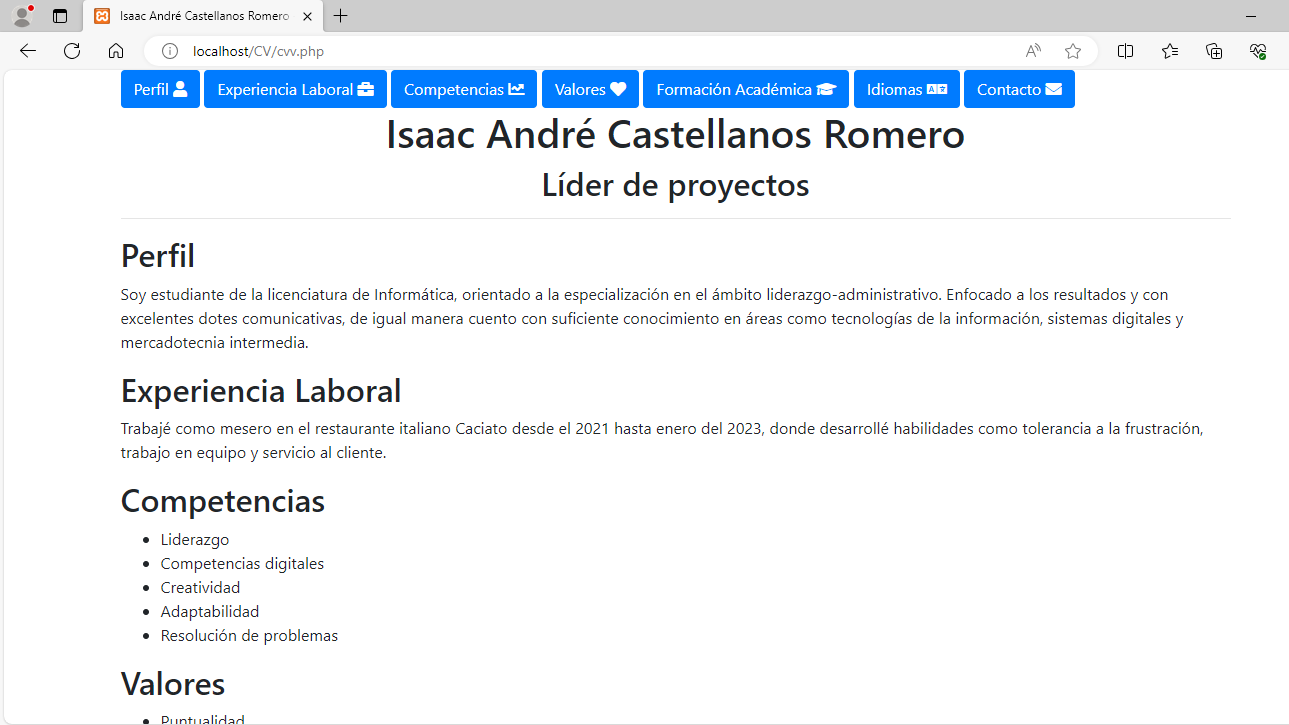 Isaac André Castellanos Romero
localhost/CV/cvv.php
Perfil
Experiencia Laboral
Competencias
Valores
Formación Académica
Idiomas
Contacto
Isaac André Castellanos Romero
Líder de proyectos
Perfil
Soy estudiante de la licenciatura de Informática, orientado a la especialización en el ámbito liderazgo-administrativo. Enfocado a los resultados y con
excelentes dotes comunicativas, de igual manera cuento con suficiente conocimiento en áreas como tecnologías de la información, sistemas digitales y
mercadotecnia intermedia.
Experiencia Laboral
Trabajé como mesero en el restaurante italiano Caciato desde el 2021 hasta enero del 2023, donde desarrollé habilidades como tolerancia a la frustración,
trabajo en equipo y servicio al cliente.
Competencias
• Liderazgo
• Competencias digitales
• Creatividad
• Adaptabilidad
• Resolución de problemas
Valores
• Puntualidad